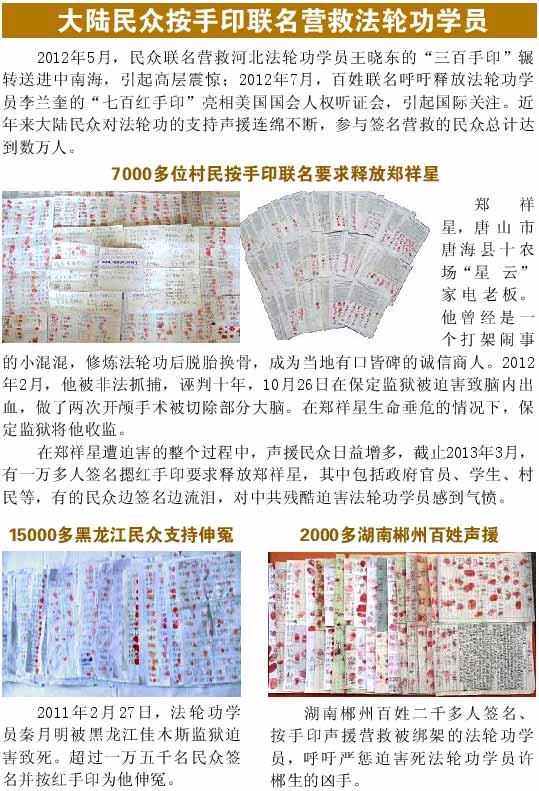 大陆民众按手印联名营救法轮功学员
2012年5月，民众联名营救河北法轮功学员王晓东的“三百手印”辗
转送进中南海，引起高层震惊；2012年7月，百姓联名呼吁释放法轮功学
员李兰奎的“七百红手印”亮相美国国会人权听证会，引起国际关注。近
年来大陆民众对法轮功的支持声援连绵不断，参与签名营救的民众总计达
到数万人。
7000多位村民按手印联名要求释放郑祥星
郑祥
星，唐山市
唐海县十农
场“星云”
家电老板。
他曾经是一
个打架闹事
的小混混，修炼法轮功后脱胎换骨，成为当地有口皆碑的诚信商人。2012
年2月，他被非法抓捕，诬判十年，10月26日在保定监狱被迫害致脑内出
血，做了两次开颅手术被切除部分大脑。在郑祥星生命垂危的情况下，保
定监狱将他收监。
在郑祥星遭迫害的整个过程中，声援民众日益增多，截止2013年3月，
有一万多人签名摁红手印要求释放郑祥星，其中包括政府官员、学生、村
民等，有的民众边签名边流泪，对中共残酷迫害法轮功学员感到气愤。
15000多黑龙江民众支持伸冤
2011年2月27日，法轮功学
员秦月明被黑龙江佳木斯监狱迫
害致死。超过一万五千名民众签
名并按红手印为他伸冤。
2000多湖南郴州百姓声援
湖南郴州百姓二千多人签名、
按手印声援营救被绑架的法轮功学
员，呼吁严惩迫害死法轮功学员许
郴生的凶手。